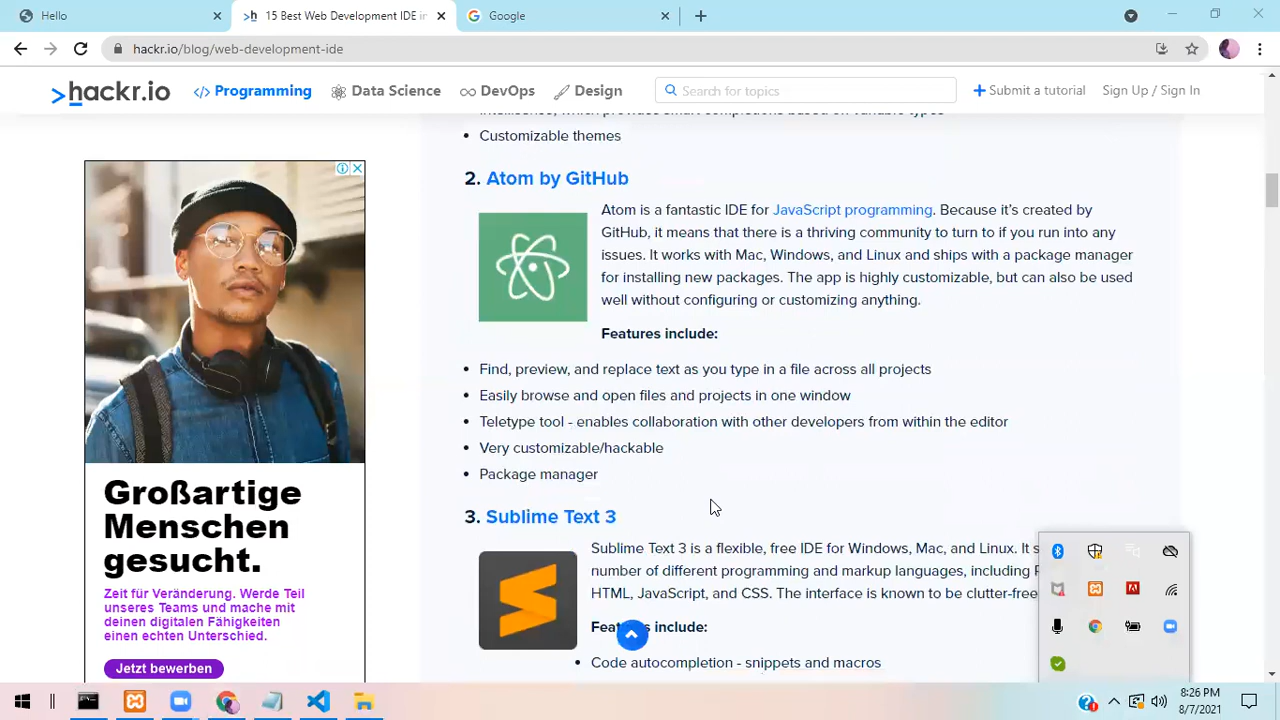 Hello
15 Best Web Development IDE in
Google
hackr.io/blog/web-development-ide
hackr.io
Programming
Data Science
DevOps
Design
Search for topics
Submit a tutorial
Sign Up / Sign In
Customizable themes
2. Atom by GitHub
Atom is a fantastic IDE for JavaScript programming. Because it’s created by
GitHub, it means that there is a thriving community to turn to if you run into any
issues. It works with Mac, Windows, and Linux and ships with a package manager
for installing new packages. The app is highly customizable, but can also be used
well without configuring or customizing anything.
Features include:
Find, preview, and replace text as you type in a file across all projects
Easily browse and open files and projects in one window
Teletype tool - enables collaboration with other developers from within the editor
Very customizable/hackable
Package manager
3. Sublime Text 3
Sublime Text 3 is a flexible, free IDE for Windows, Mac, and Linux. It s
number of different programming and markup languages, including
HTML, JavaScript, and CSS. The interface is known to be clutter-free
include:
Code autocompletion - snippets and macros
Großartige
Menschen
gesucht.
Zeit für Veränderung. Werde Teil
unseres Teams und mache mit
deinen digitalen Fähigkeiten
einen echten Unterschied.
Jetzt bewerben
8:26 PM
8/7/2021